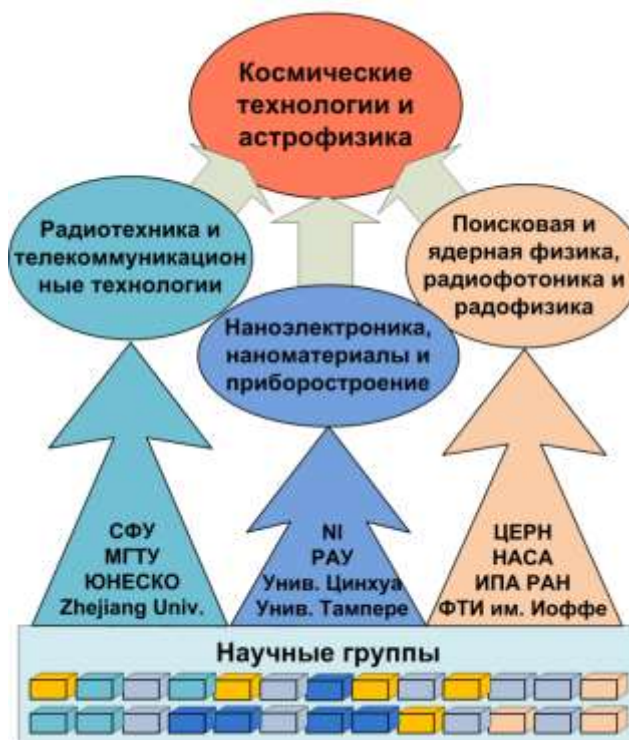 Космические
технологии и
астрофизика
Радиотехника и
телекоммуникацион
ные технологии
Поисковая и
ядерная физика,
радиофотоника и
радофизика
Наноэлектроника,
наноматериалы и
приборостроение
СФУ
МГТУ
ЮНЕСКО
Zhejiang Univ.
NI
РАУ
Унив. Цинхуа
Унив. Тампере
ЦЕРН
НАСА
ИПА РАН
ФТИ им. Иоффе
Научные группы